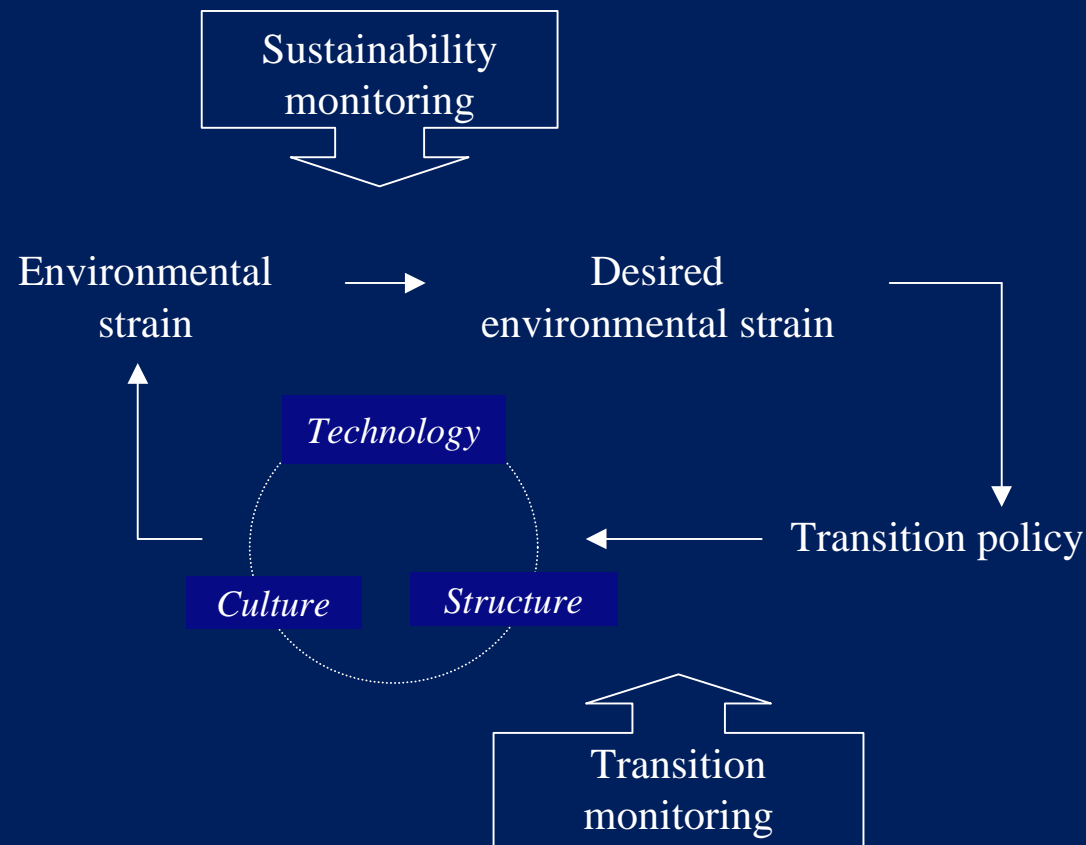 Sustainability
monitoring
Environmental
strain
Desired
environmental strain
Technology
Transition policy
Culture
Structure
Transition
monitoring